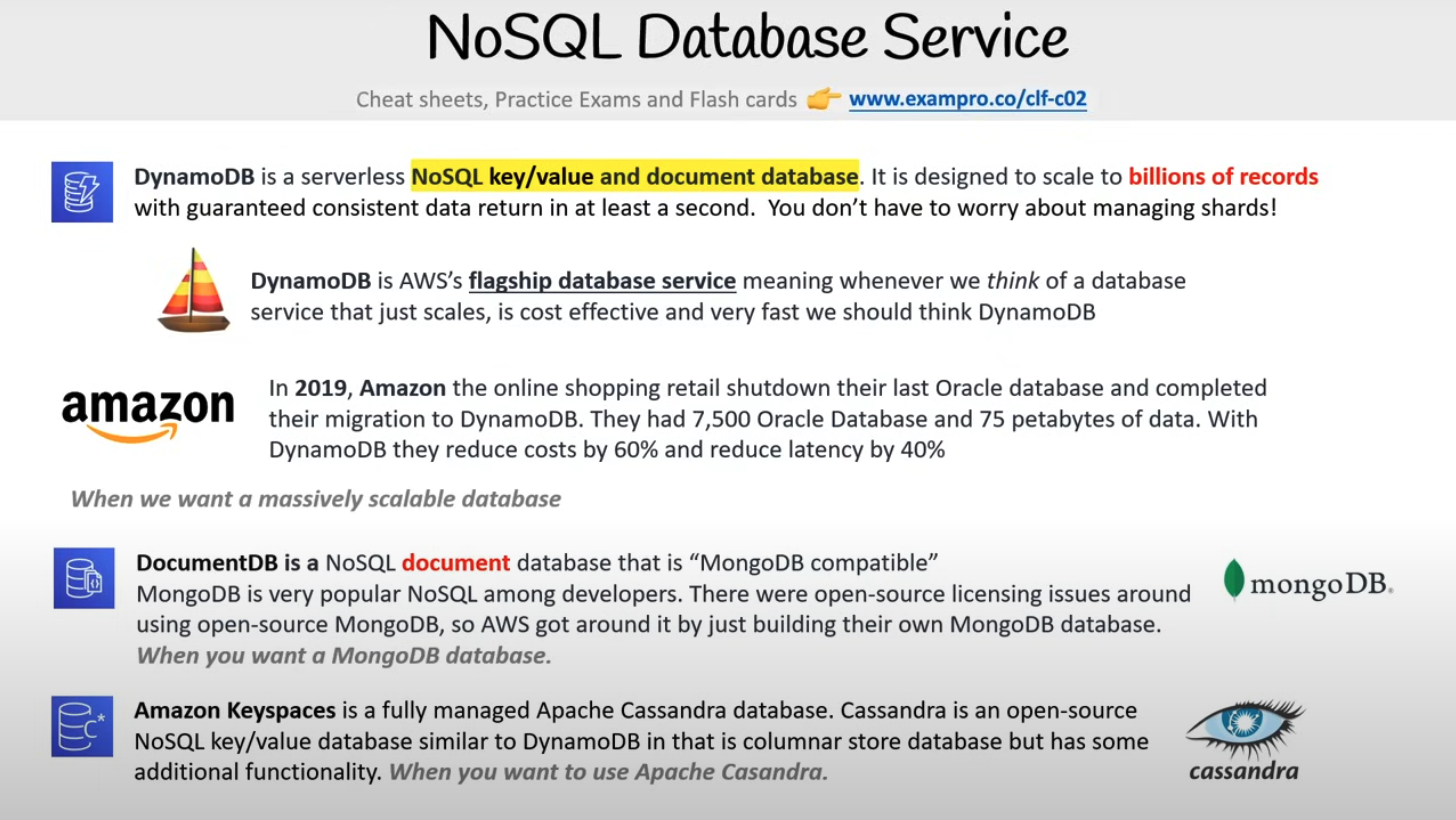 NoSQL Database Service
Cheat sheets, Practice Exams and Flash cards 👉 www.exampro.co/clf-c02
DynamoDB is a serverless NoSQL key/value and document database. It is designed to scale to billions of records
with guaranteed consistent data return in at least a second. You don't have to worry about managing shards!
DynamoDB is AWS's flagship database service meaning whenever we think of a database
service that just scales, is cost effective and very fast we should think DynamoDB
amazon
In 2019, Amazon the online shopping retail shutdown their last Oracle database and completed
their migration to DynamoDB. They had 7,500 Oracle Database and 75 petabytes of data. With
DynamoDB they reduce costs by 60% and reduce latency by 40%
When we want a massively scalable database
DocumentDB is a NoSQL document database that is “MongoDB compatible”
MongoDB is very popular NoSQL among developers. There were open-source licensing issues around
using open-source MongoDB, so AWS got around it by just building their own MongoDB database.
When you want a MongoDB database.
mongoDB®
Amazon Keyspaces is a fully managed Apache Cassandra database. Cassandra is an open-source
NoSQL key/value database similar to DynamoDB in that is columnar store database but has some
additional functionality. When you want to use Apache Casandra.
C*
cassandra